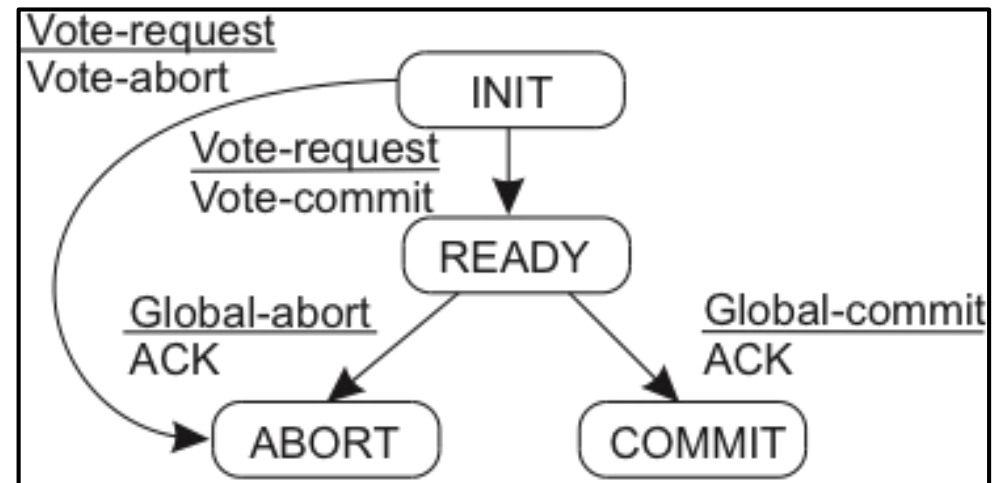 Vote-request
Vote-abort
INIT
Vote-request
Vote-commit
READY
Global-abort
ACK
Global-commit
ACK
ABORT
COMMIT